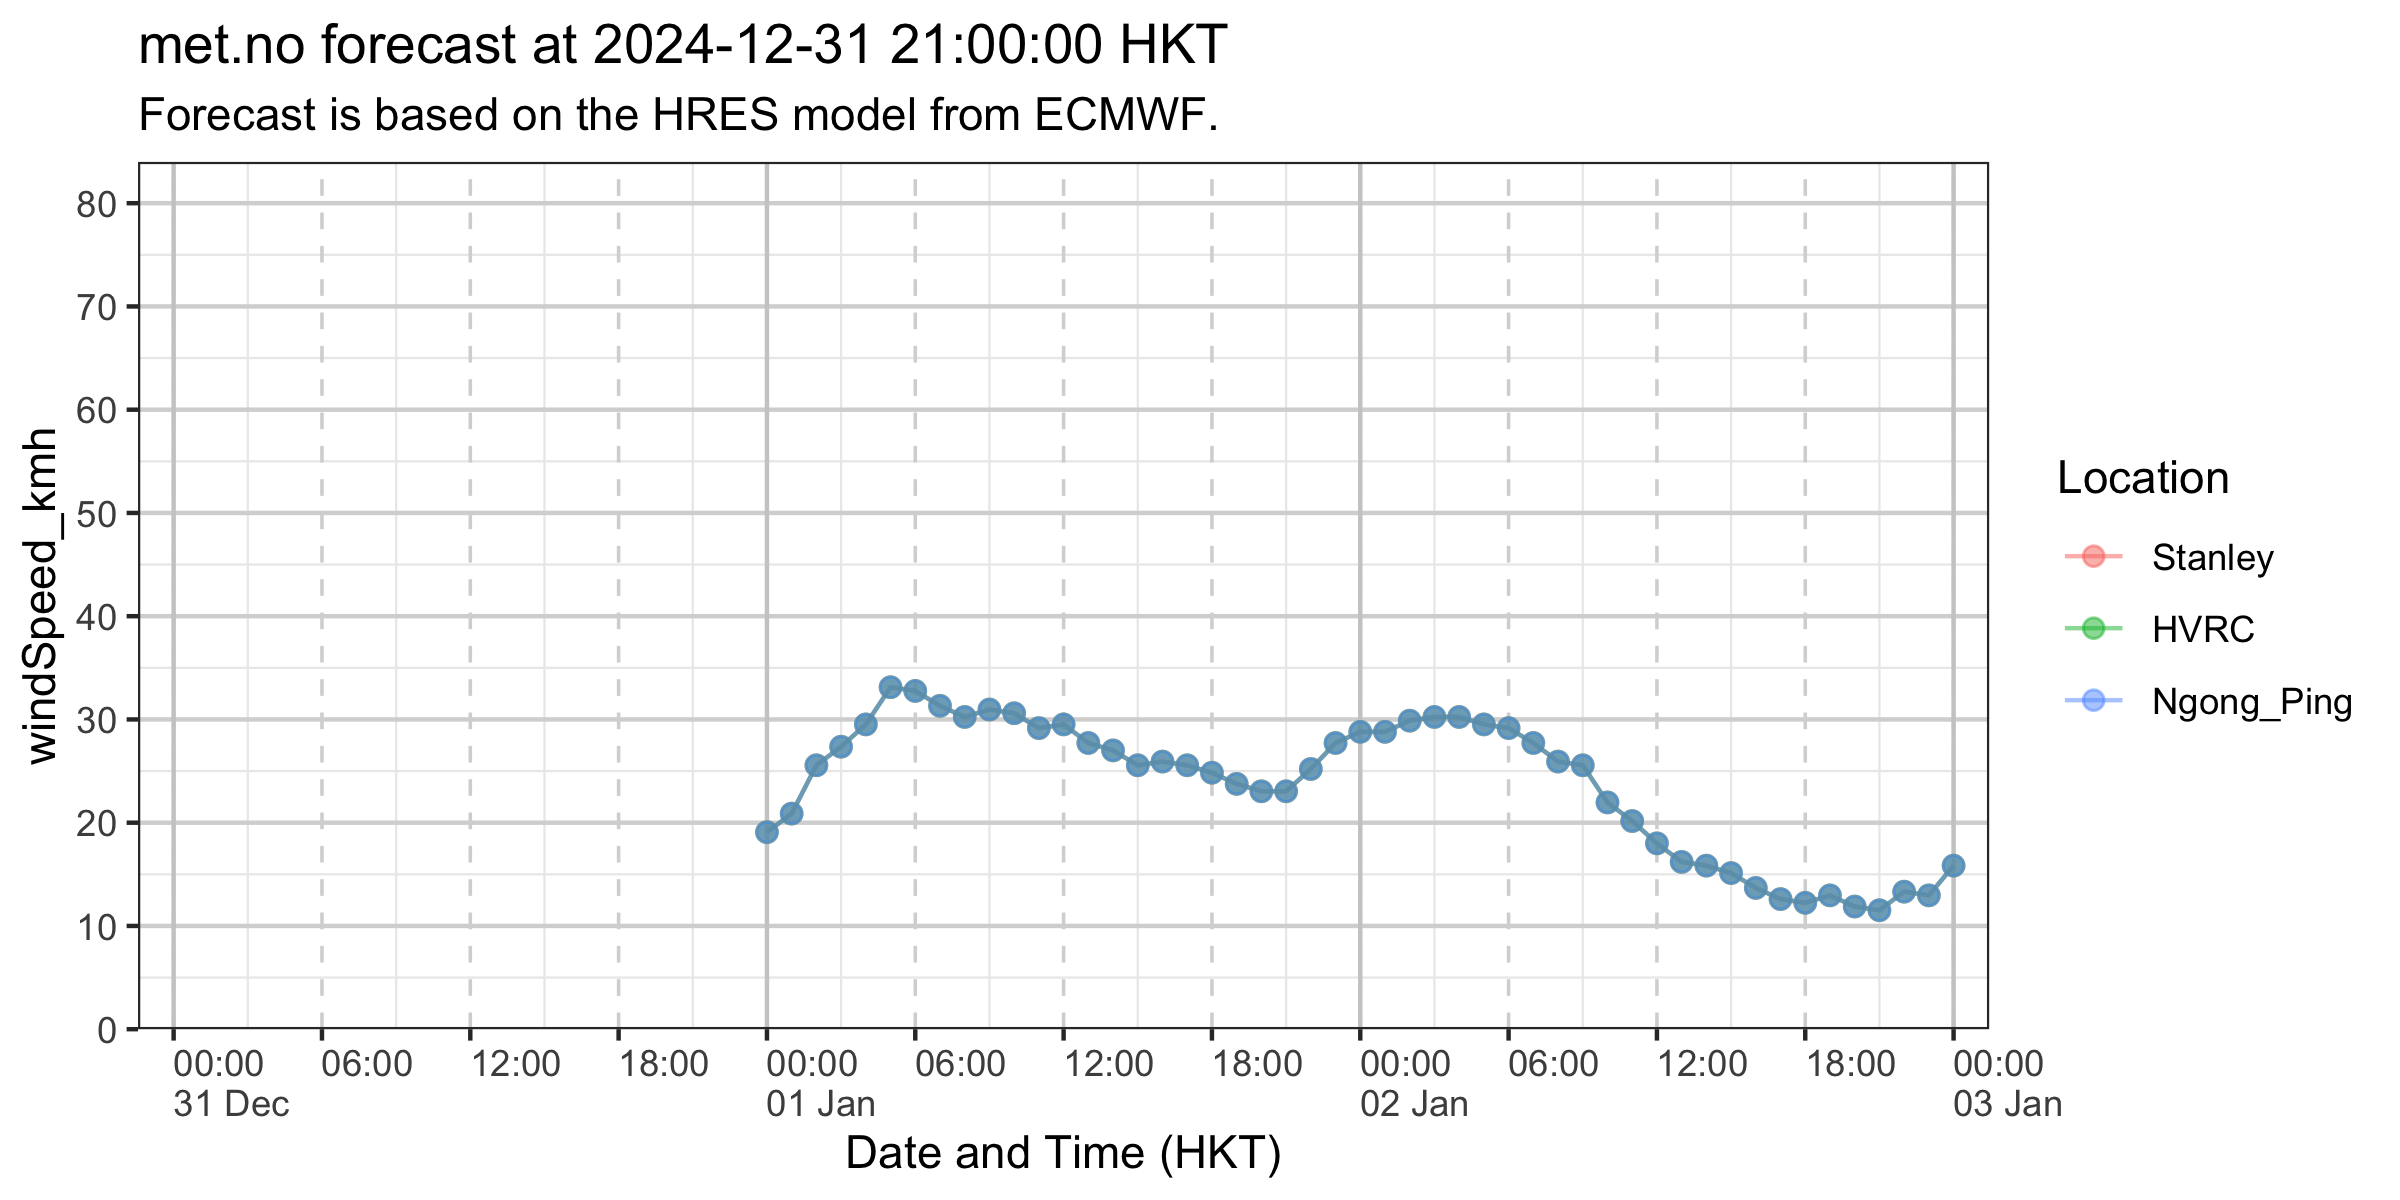 met.no forecast at 2024-12-31 21:00:00 HKT
Forecast is based on the HRES model from ECMWF.
windSpeed_kmh
80
70
60
50
40
30
20
10
0
00:00 06:00 12:00 18:00 00:00 06:00 12:00 18:00 00:00 06:00 12:00 18:00 00:00
31 Dec 01 Jan 02 Jan 03 Jan
Date and Time (HKT)
Location
Stanley
HVRC
Ngong_Ping